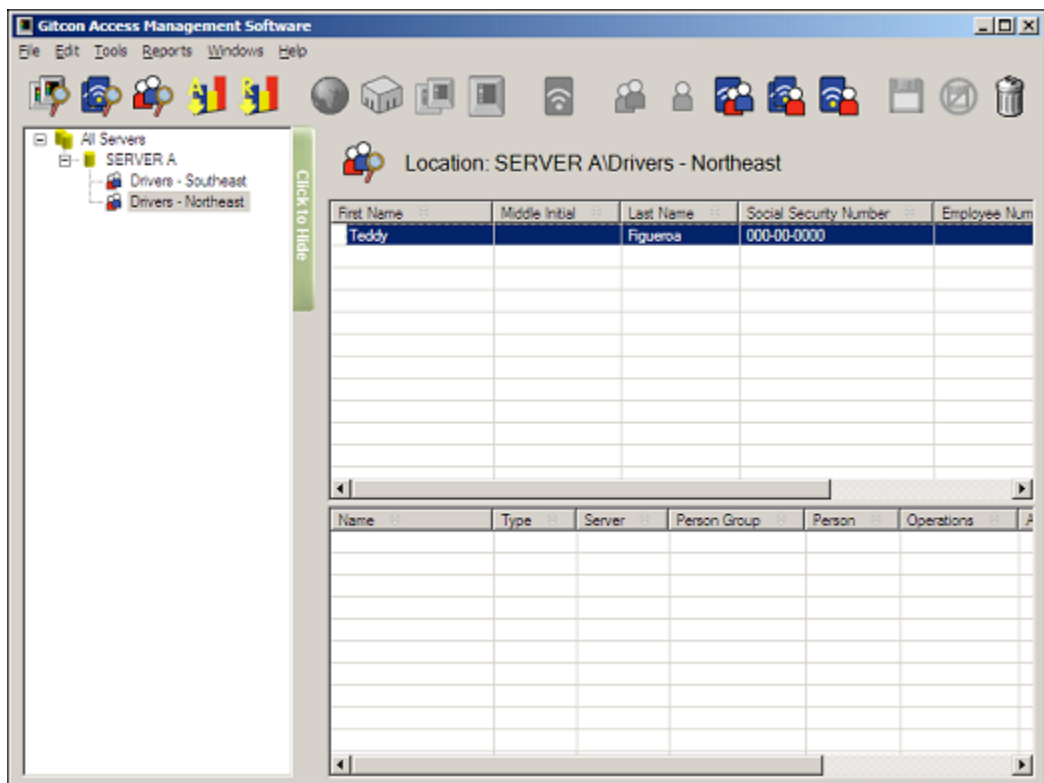 Gitcon Access Management Software
File Edit Tools Reports Windows Help
All Servers
SERVER A
Drivers - Southeast
Drivers - Northeast
Click to Hide
Location: SERVER A\Drivers - Northeast
First Name Middle Initial Last Name Social Security Number Employee Num
Teddy Figueroa 000-00-0000
Name Type Server Person Group Person Operations A